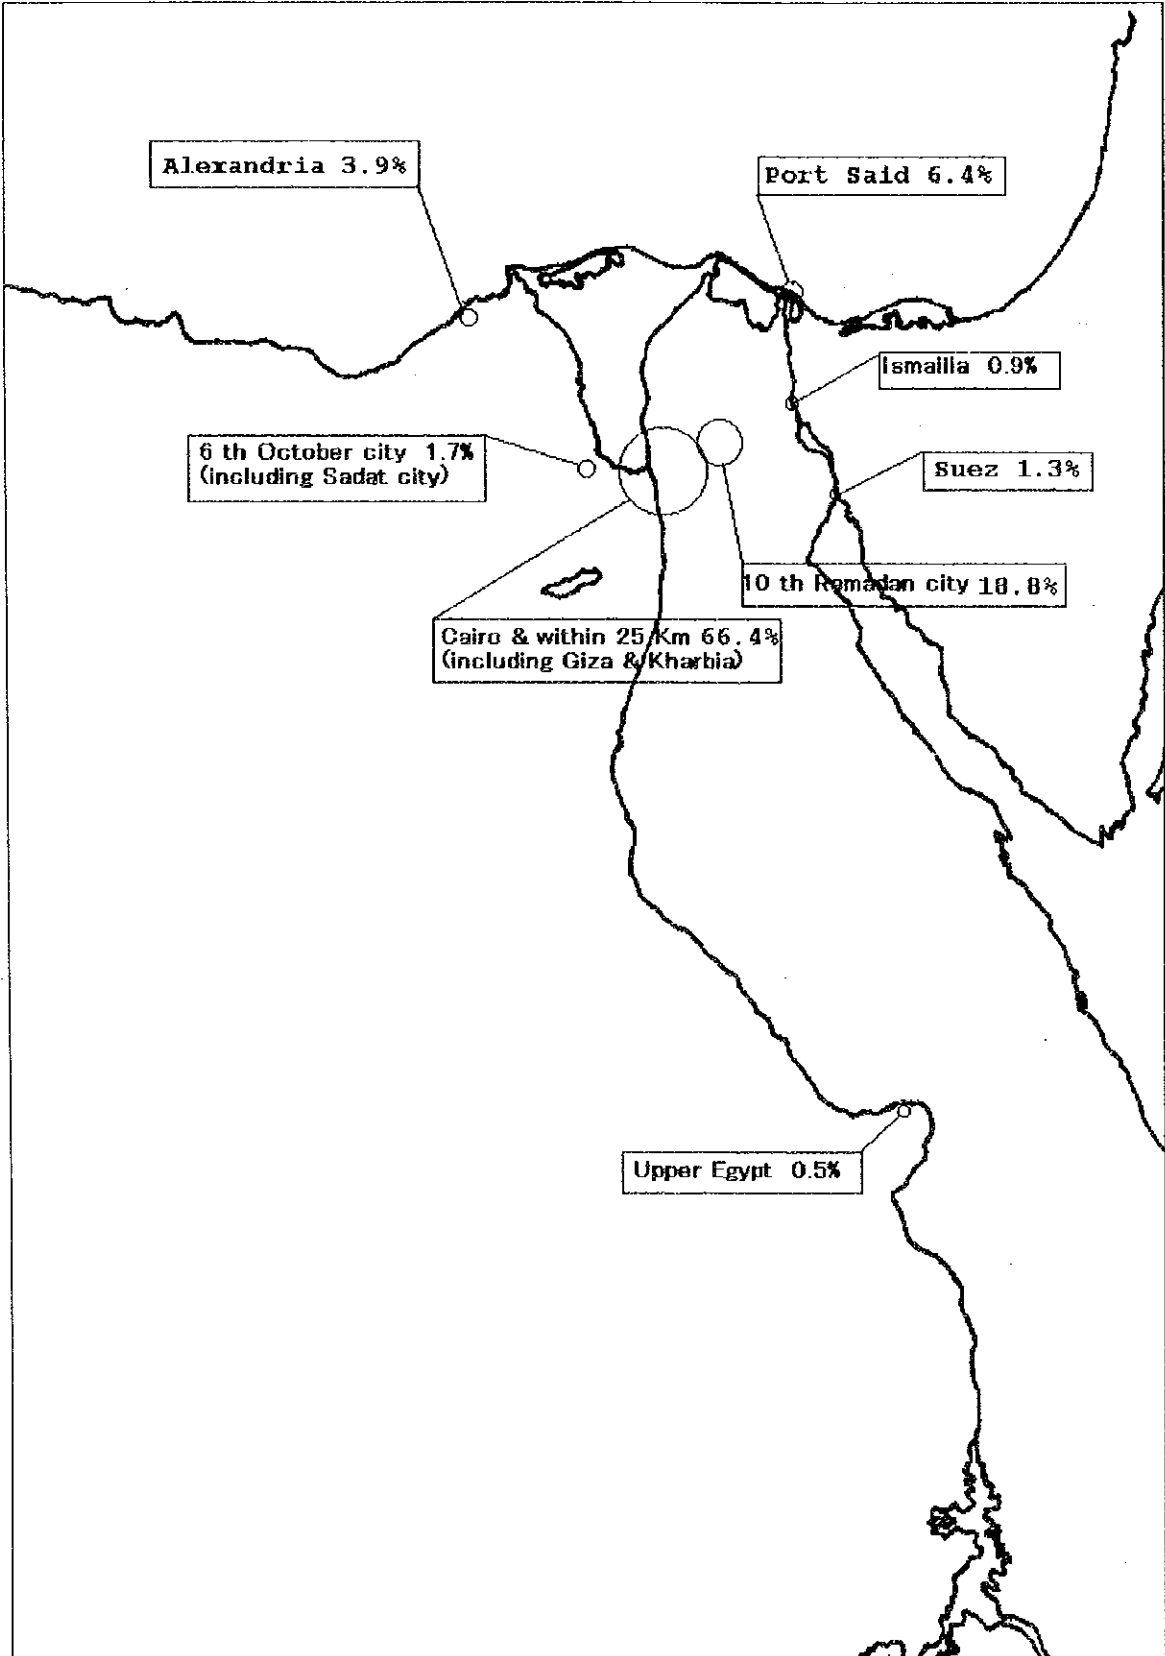 Alexandria 3.9%
Port Said 6.4%
Ismailia 0.9%
6 th October city 1.7%
(including Sadat city)
Suez 1.3%
10 th Ramadan city 18.8%
Cairo & within 25 Km 66.4%
(including Giza & Kharbia)
Upper Egypt 0.5%